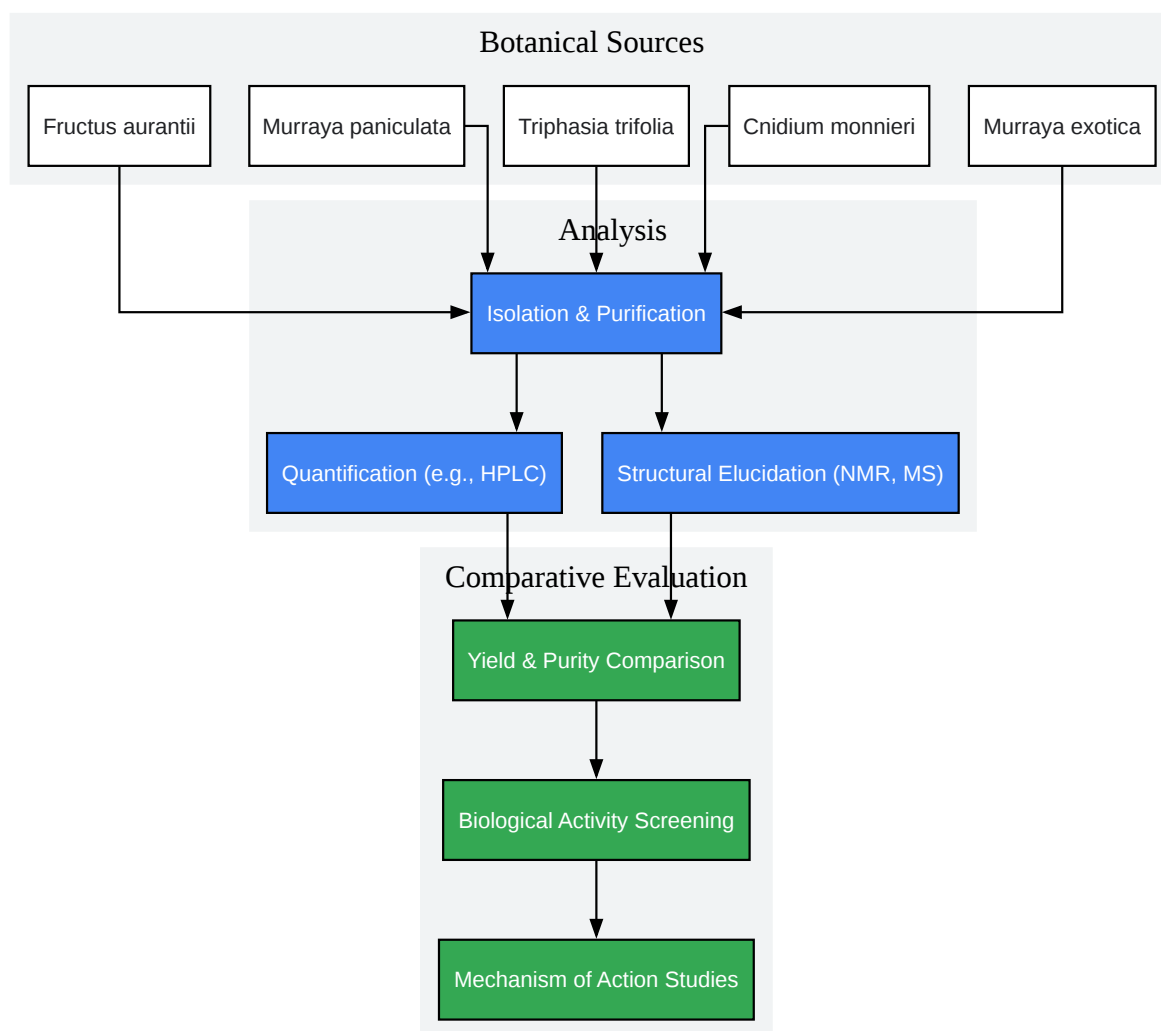 Botanical Sources
Fructus aurantii
Murraya paniculata
Triphasia trifolia
Cnidium monnieri
Murraya exotica
Analysis
Isolation & Purification
Quantification (e.g., HPLC)
Structural Elucidation (NMR, MS)
Comparative Evaluation
Yield & Purity Comparison
Biological Activity Screening
Mechanism of Action Studies